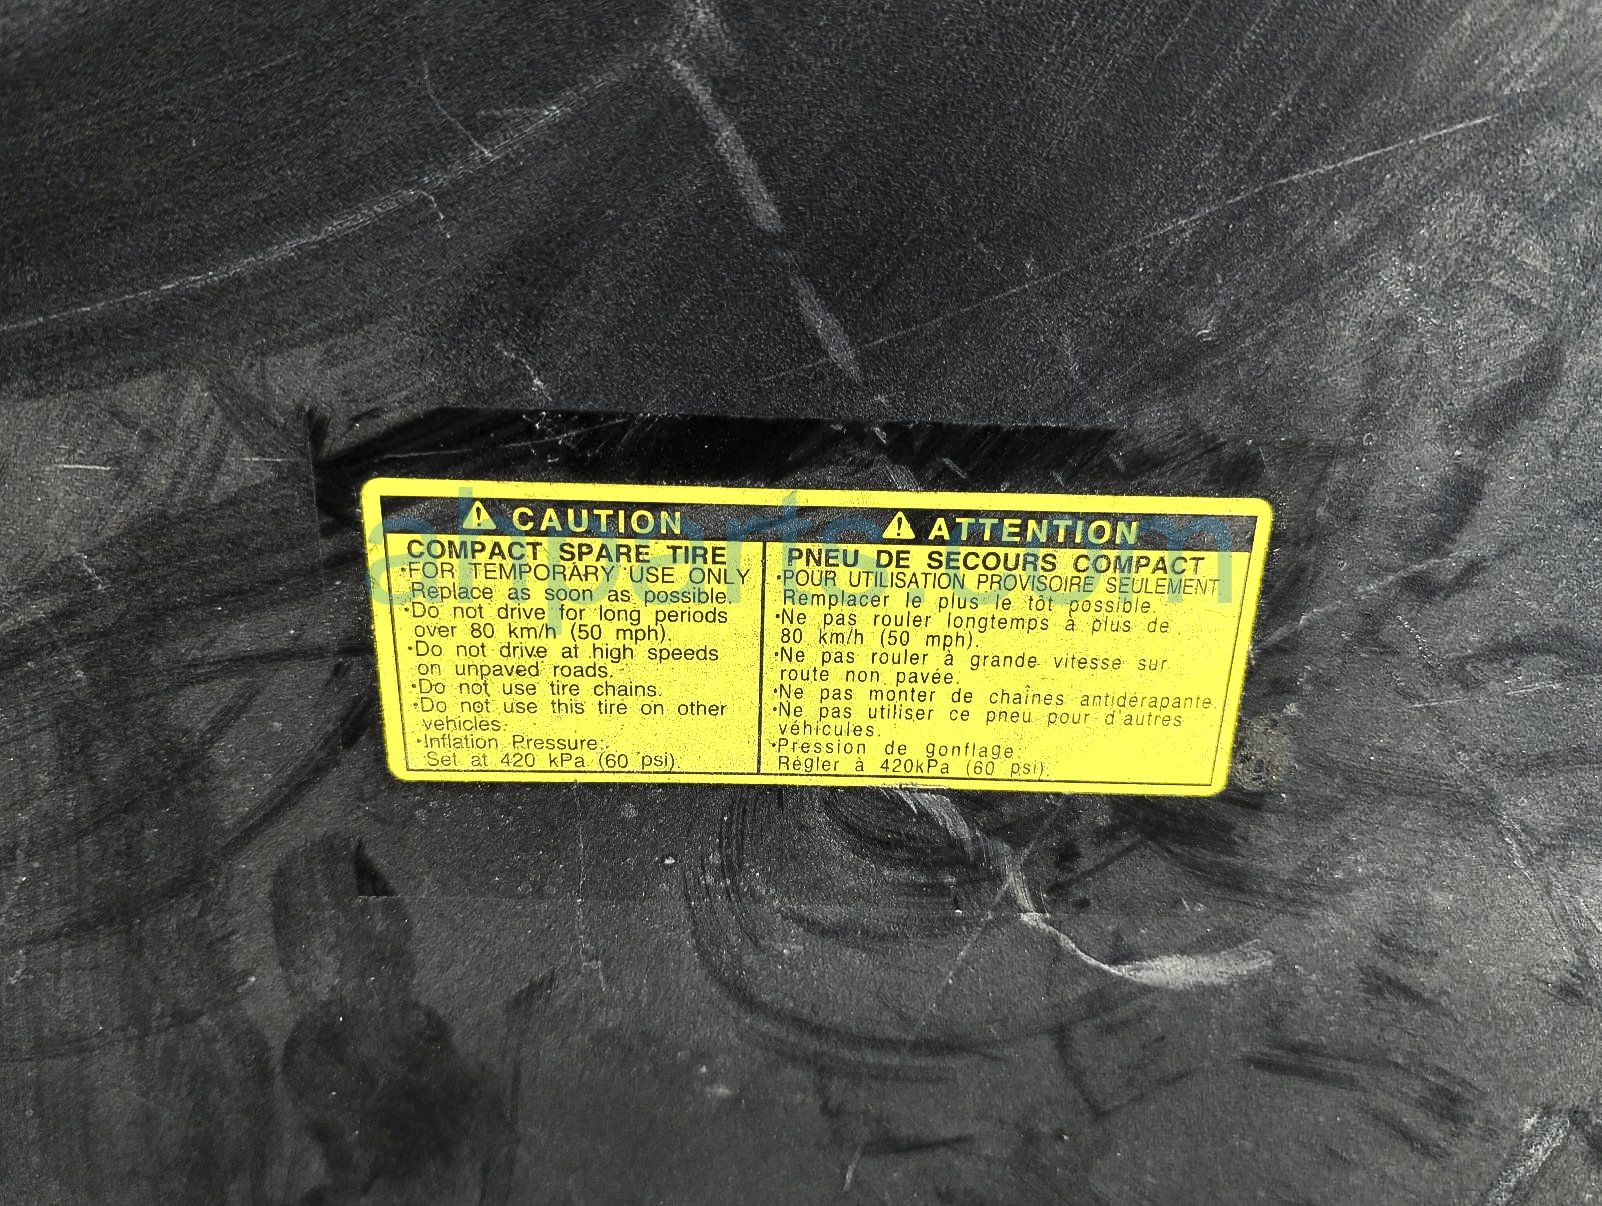 CAUTION
COMPACT SPARE TIRE
•FOR TEMPORARY USE ONLY
Replace as soon as possible.
•Do not drive for long periods
over 80 km/h (50 mph).
•Do not drive at high speeds
on unpaved roads.
•Do not use tire chains.
•Do not use this tire on other
vehicles.
•Inflation Pressure:
Set at 420 kPa (60 psi).
ATTENTION
PNEU DE SECOURS COMPACT
•POUR UTILISATION PROVISOIRE SEULEMENT
Remplacer le plus le tôt possible.
•Ne pas rouler longtemps à plus de
80 km/h (50 mph).
•Ne pas rouler à grande vitesse sur
route non pavée.
•Ne pas monter de chaînes antidérapante.
•Ne pas utiliser ce pneu pour d'autres
véhicules.
•Pression de gonflage:
Régler à 420kPa (60 psi).
ahparts.com